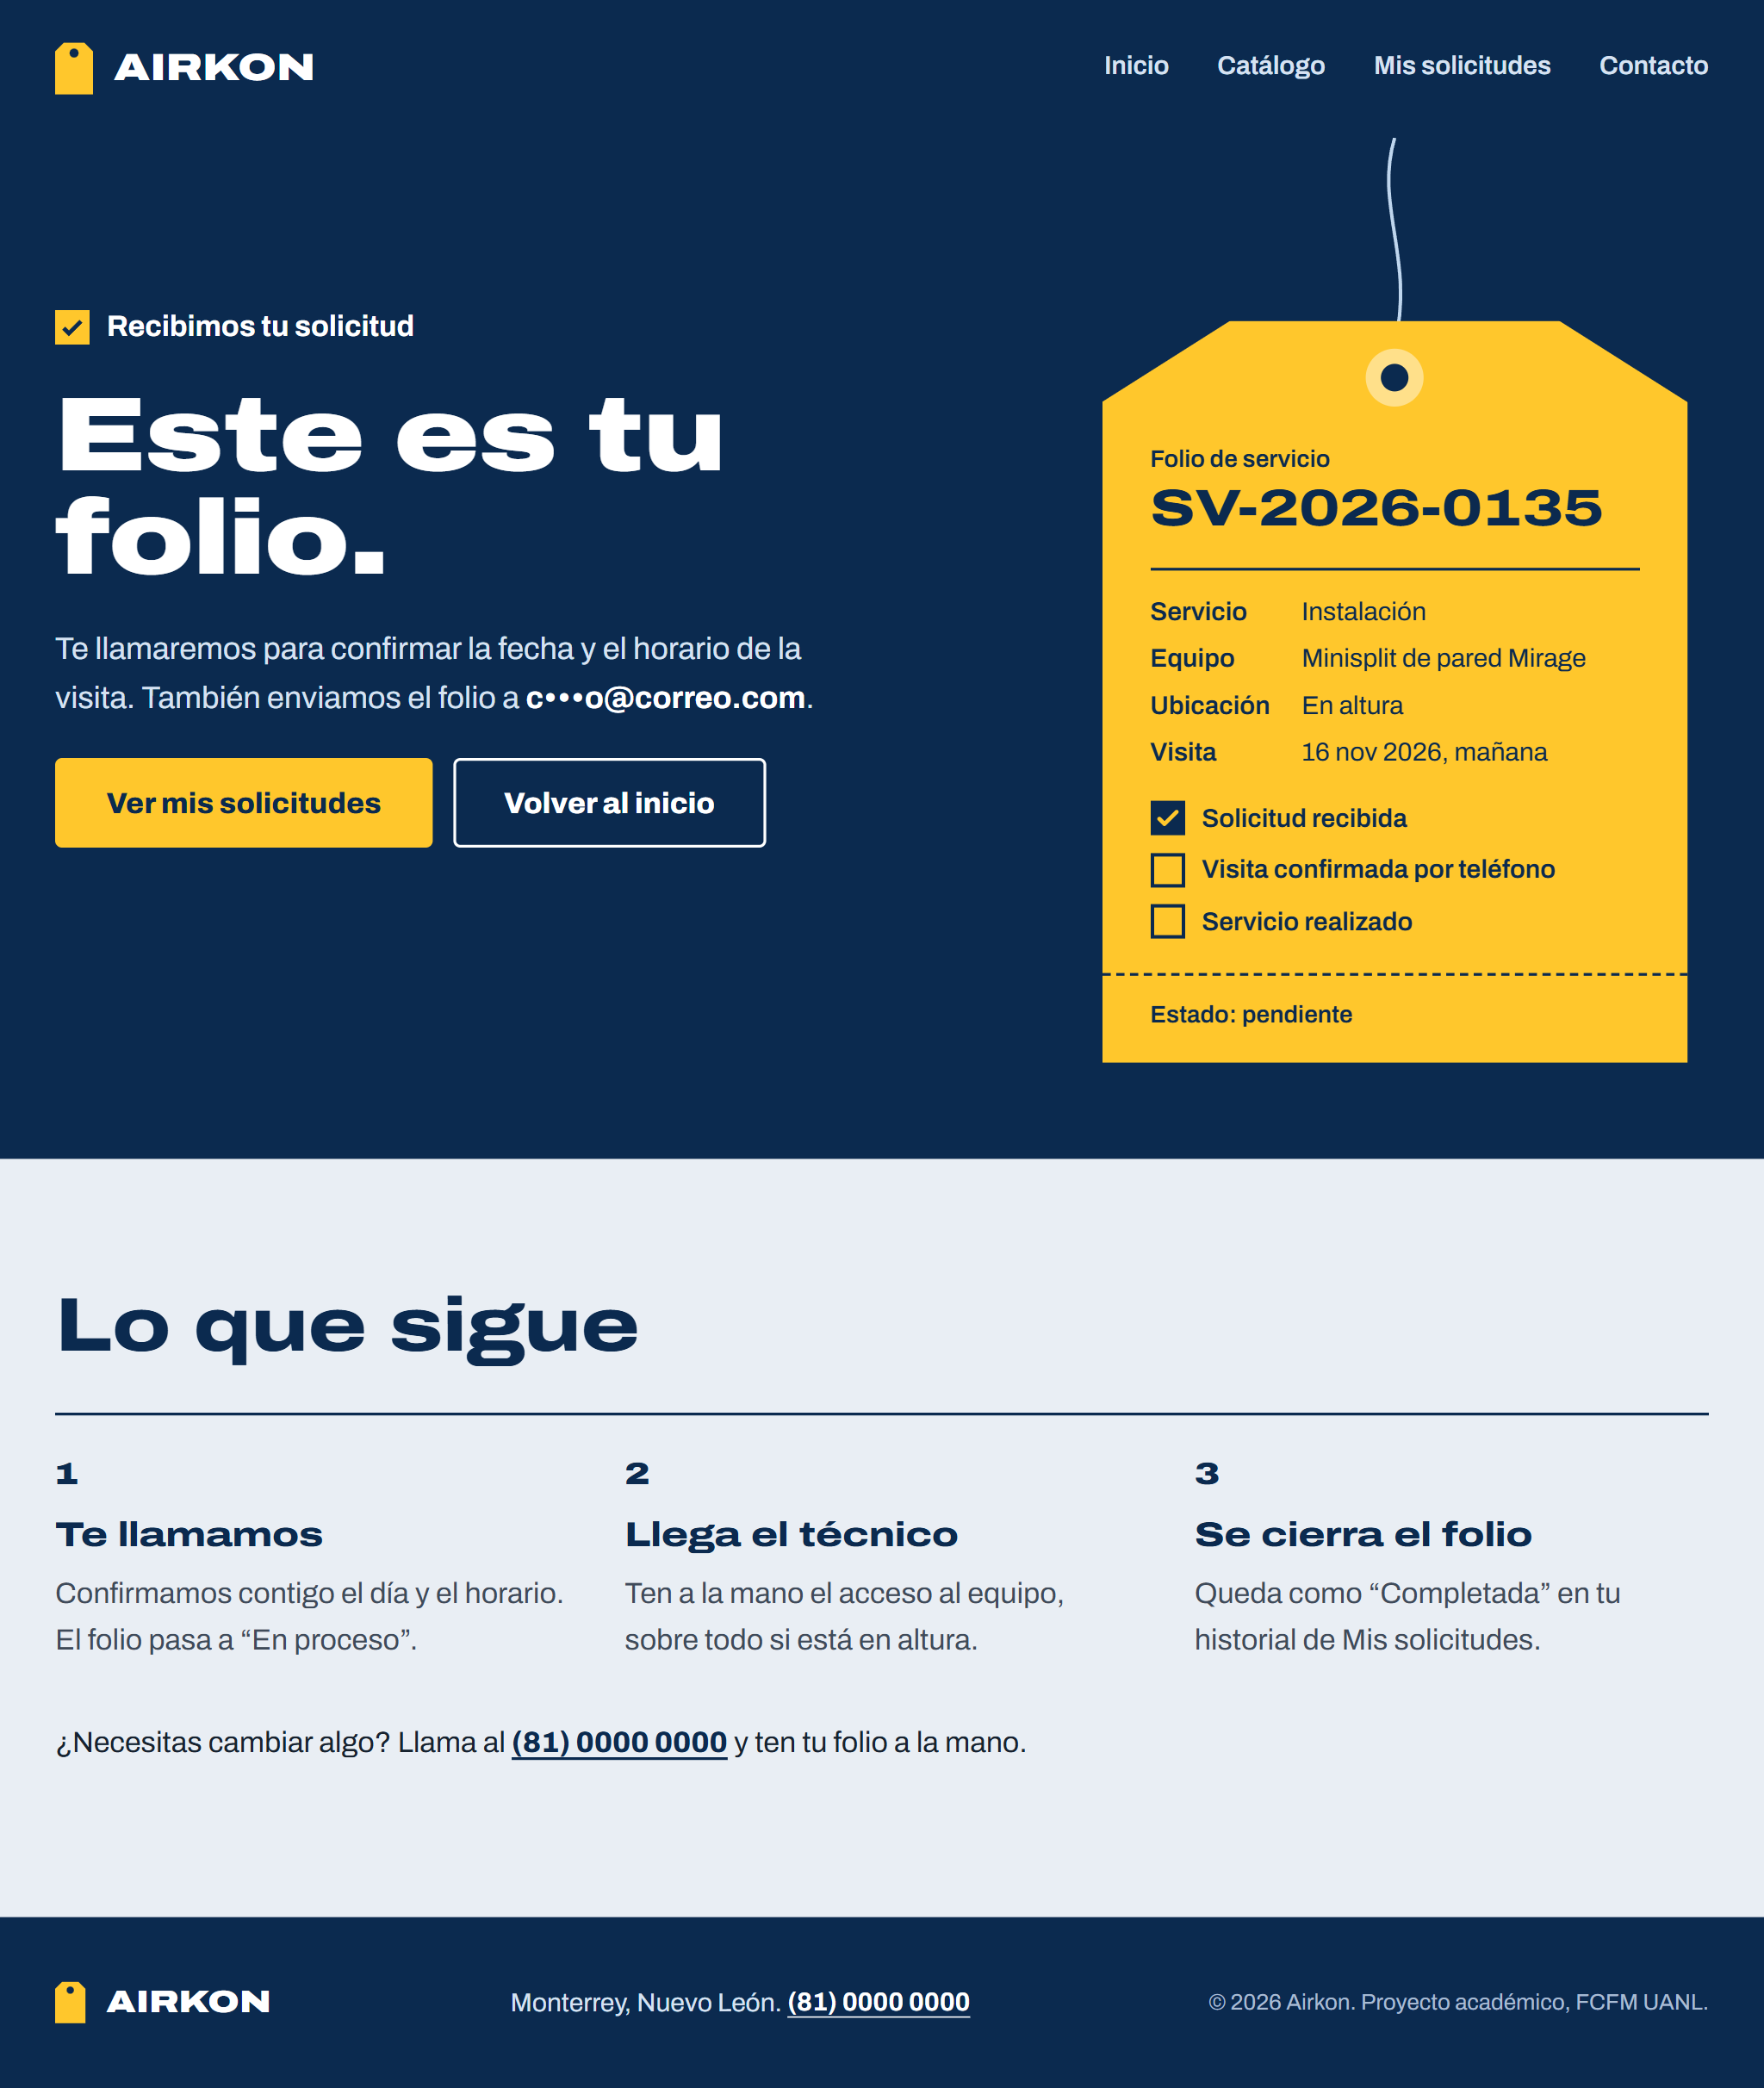 AIRKON
Inicio
Catálogo
Mis solicitudes
Contacto
Recibimos tu solicitud
Este es tu
folio.
Te llamaremos para confirmar la fecha y el horario de la
visita. También enviamos el folio a c•••o@correo.com.
Ver mis solicitudes
Volver al inicio
Folio de servicio
SV-2026-0135
Servicio Instalación
Equipo Minisplit de pared Mirage
Ubicación En altura
Visita 16 nov 2026, mañana
Solicitud recibida
Visita confirmada por teléfono
Servicio realizado
Estado: pendiente
Lo que sigue
1
Te llamamos
Confirmamos contigo el día y el horario.
El folio pasa a “En proceso”.
2
Llega el técnico
Ten a la mano el acceso al equipo,
sobre todo si está en altura.
3
Se cierra el folio
Queda como “Completada” en tu
historial de Mis solicitudes.
¿Necesitas cambiar algo? Llama al (81) 0000 0000 y ten tu folio a la mano.
AIRKON
Monterrey, Nuevo León. (81) 0000 0000
© 2026 Airkon. Proyecto académico, FCFM UANL.